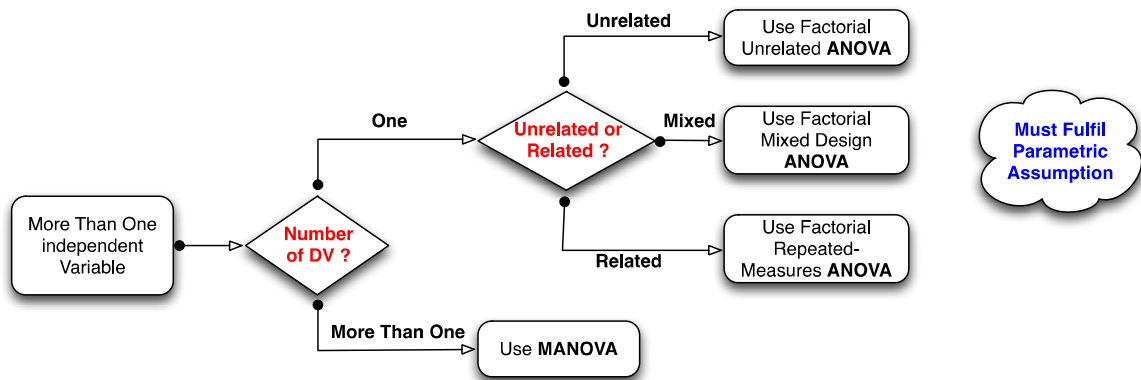 More Than One
independent
Variable
Number
of DV ?
One
More Than One
Use MANOVA
Unrelated or
Related ?
Unrelated
Use Factorial
Unrelated ANOVA
Mixed
Use Factorial
Mixed Design
ANOVA
Related
Use Factorial
Repeated-
Measures ANOVA
Must Fulfil
Parametric
Assumption